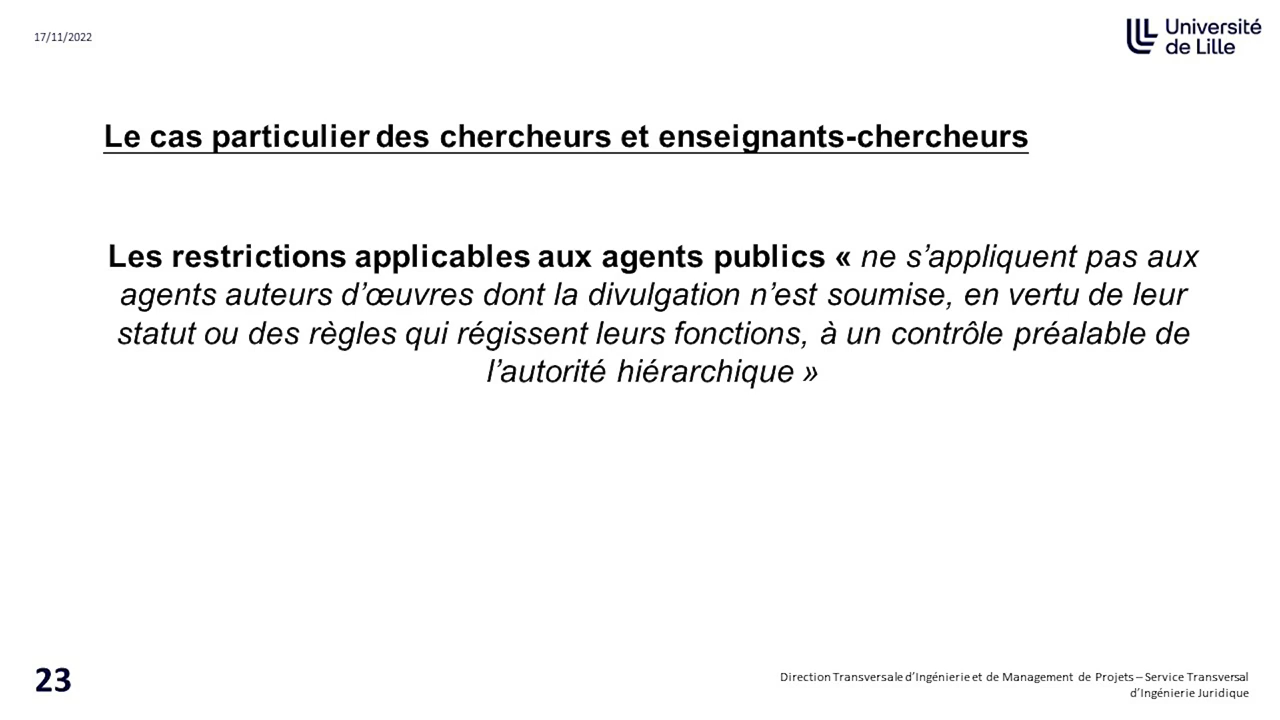 17/11/2022
Université
de Lille
Le cas particulier des chercheurs et enseignants-chercheurs
Les restrictions applicables aux agents publics « ne s’appliquent pas aux
agents auteurs d’œuvres dont la divulgation n’est soumise, en vertu de leur
statut ou des règles qui régissent leurs fonctions, à un contrôle préalable de
l’autorité hiérarchique »
23
Direction Transversale d’Ingénierie et de Management de Projets – Service Transversal
d’Ingénierie Juridique